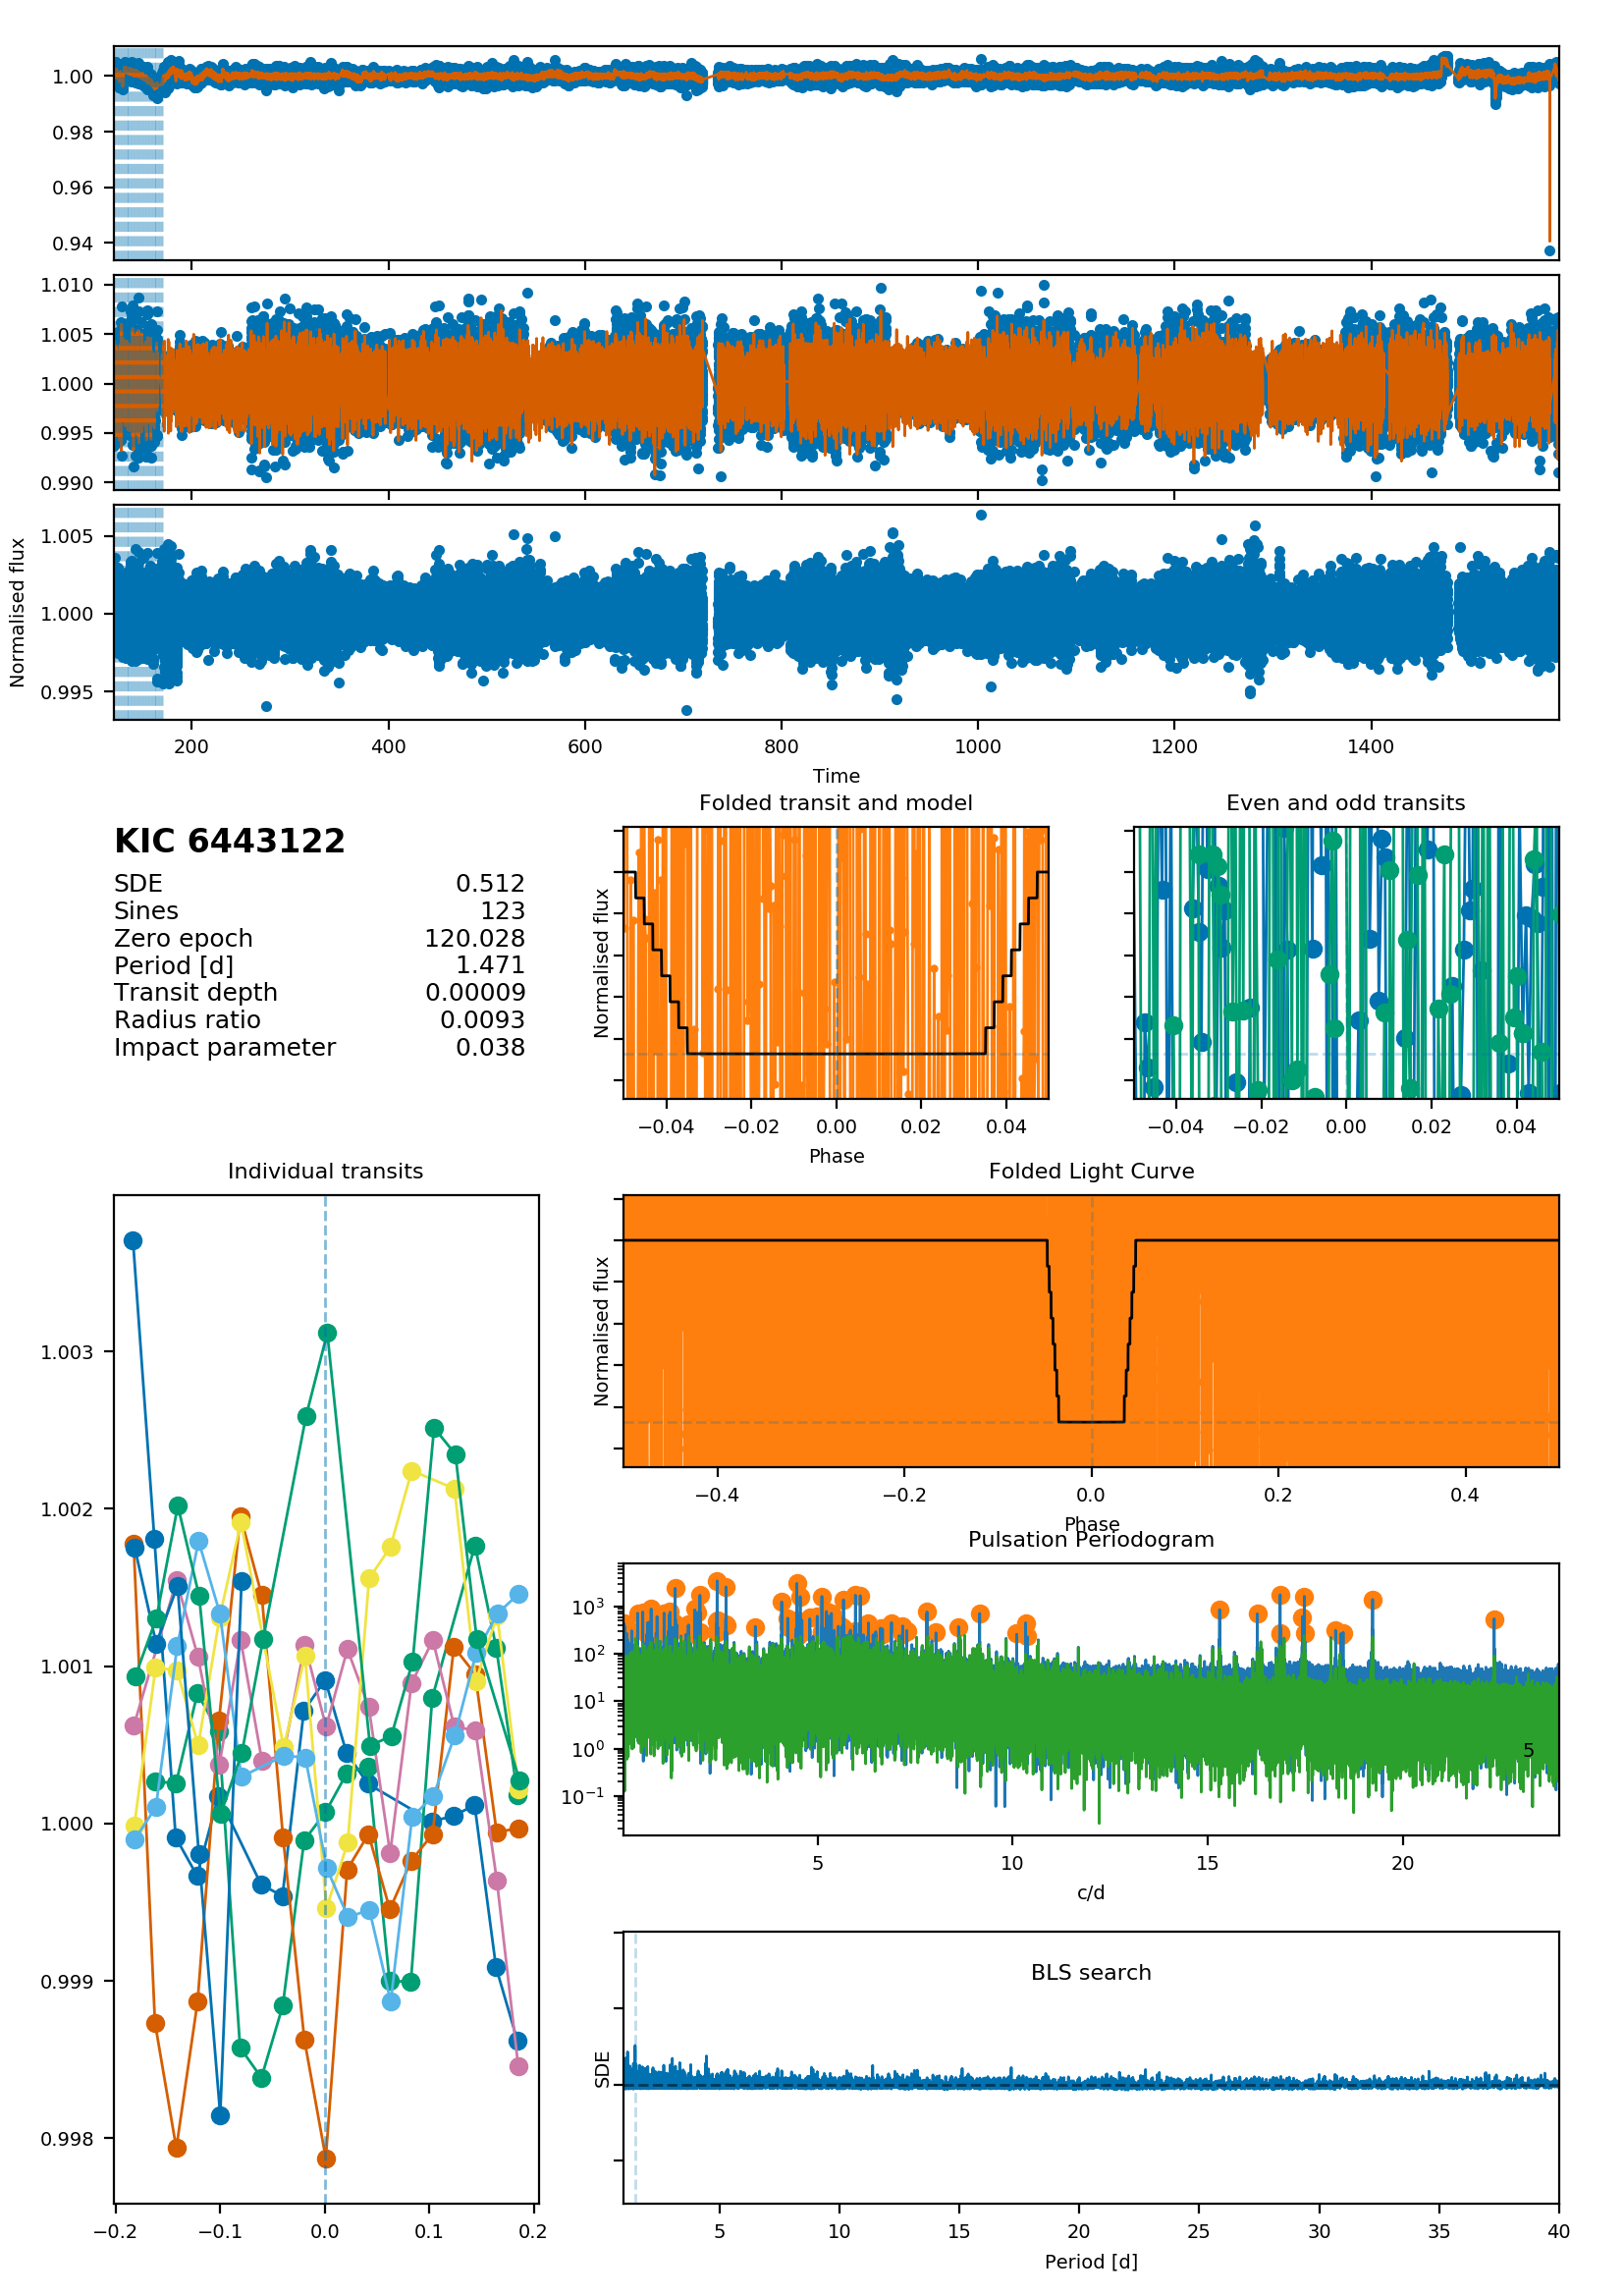 1.00
0.98
0.96
0.94
1.010
1.005
1.000
0.995
0.990
Normalised flux
1.005
1.000
0.995
200 400 600 800 1000 1200 1400
Time
KIC 6443122
SDE 0.512
Sines 123
Zero epoch 120.028
Period [d] 1.471
Transit depth 0.00009
Radius ratio 0.0093
Impact parameter 0.038
Folded transit and model
Normalised flux
−0.04 −0.02 0.00 0.02 0.04
Phase
Even and odd transits
−0.04 −0.02 0.00 0.02 0.04
Individual transits
1.003
1.002
1.001
1.000
0.999
0.998
−0.2 −0.1 0.0 0.1 0.2
Folded Light Curve
Normalised flux
−0.4 −0.2 0.0 0.2 0.4
Phase
Pulsation Periodogram
10³
10²
10¹
10⁰
10⁻¹
5
5 10 15 20
c/d
BLS search
SDE
5 10 15 20 25 30 35 40
Period [d]